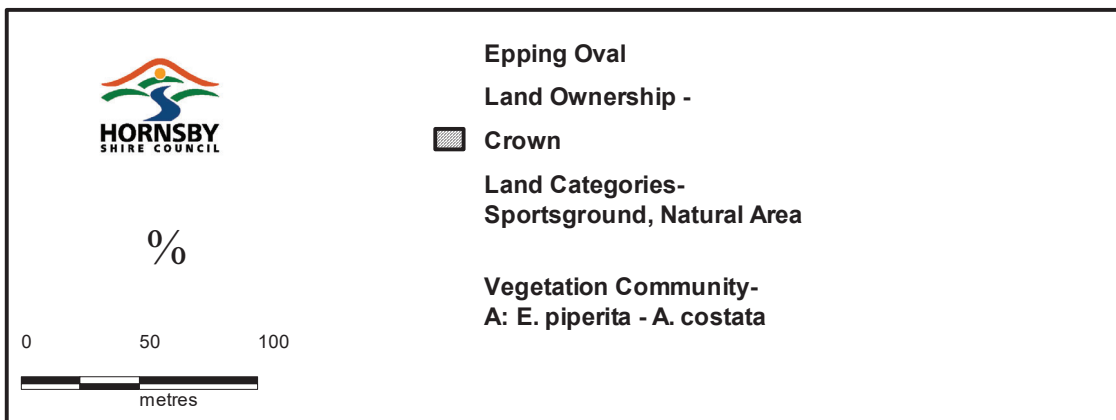 HORNSBY
SHIRE COUNCIL
%
0 50 100
metres
Epping Oval
Land Ownership -
Crown
Land Categories-
Sportsground, Natural Area
Vegetation Community-
A: E. piperita - A. costata